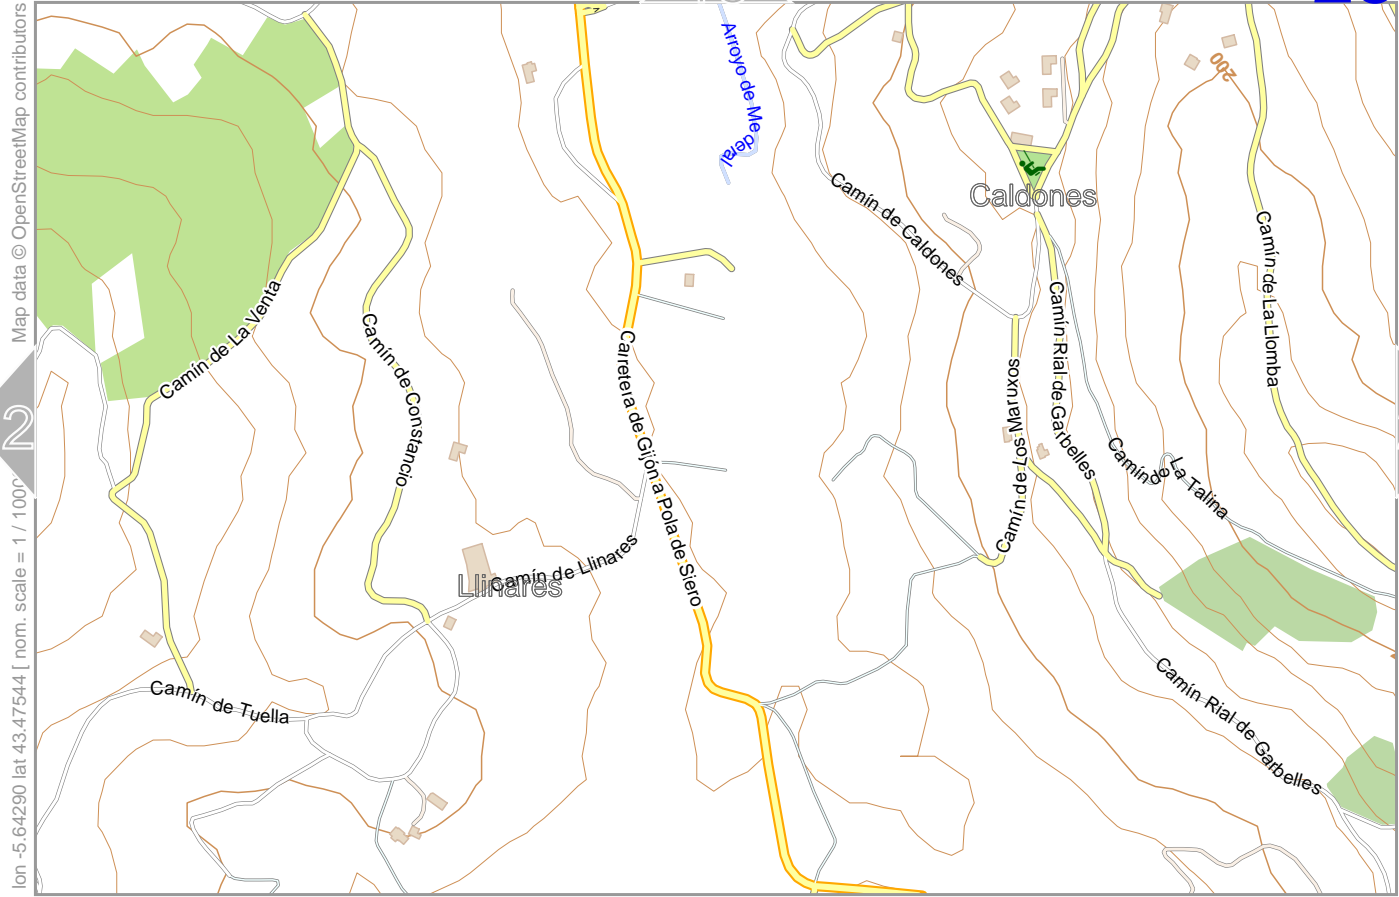 Map data © OpenStreetMap contributors
lon -5.64290 lat 43.47544 [ nom. scale = 1 / 1000
2
Arroyo de Me
deral
200
Caldones
Camín de Caldones
Camín de La Llomba
Camín de La Venta
Camín de Constancio
Carretera de Gijón a Pola de Siero
Camín Rial de Garbelles
Camín de Los Maruxos
Camín de
La Talina
Camín de Llinares
Llinares
Camín de Tuella
Camín Rial de Garbelles